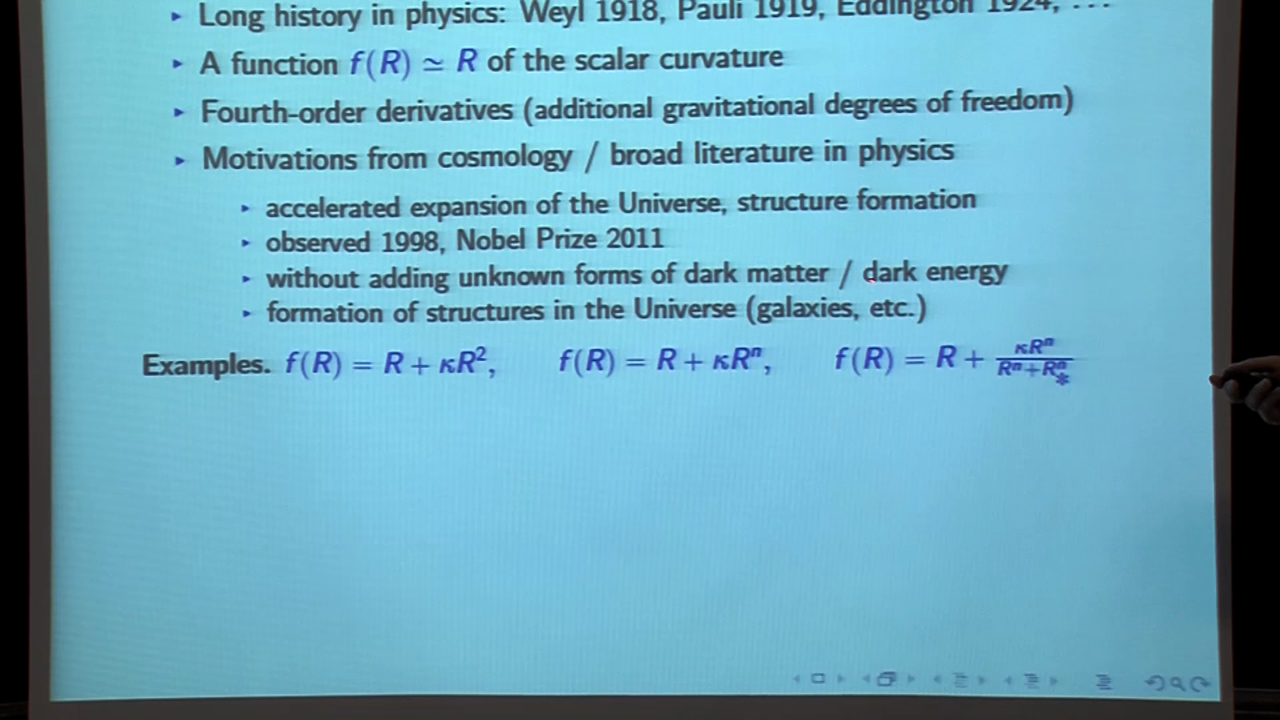 ▸ Long history in physics: Weyl 1918, Pauli 1919, Eddington 1924, ...
▸ A function f(R) ≃ R of the scalar curvature
▸ Fourth-order derivatives (additional gravitational degrees of freedom)
▸ Motivations from cosmology / broad literature in physics
▸ accelerated expansion of the Universe, structure formation
▸ observed 1998, Nobel Prize 2011
▸ without adding unknown forms of dark matter / dark energy
▸ formation of structures in the Universe (galaxies, etc.)
Examples. f(R) = R + κR², f(R) = R + κRⁿ, f(R) = R + κRⁿ/(Rⁿ+R∗ⁿ)